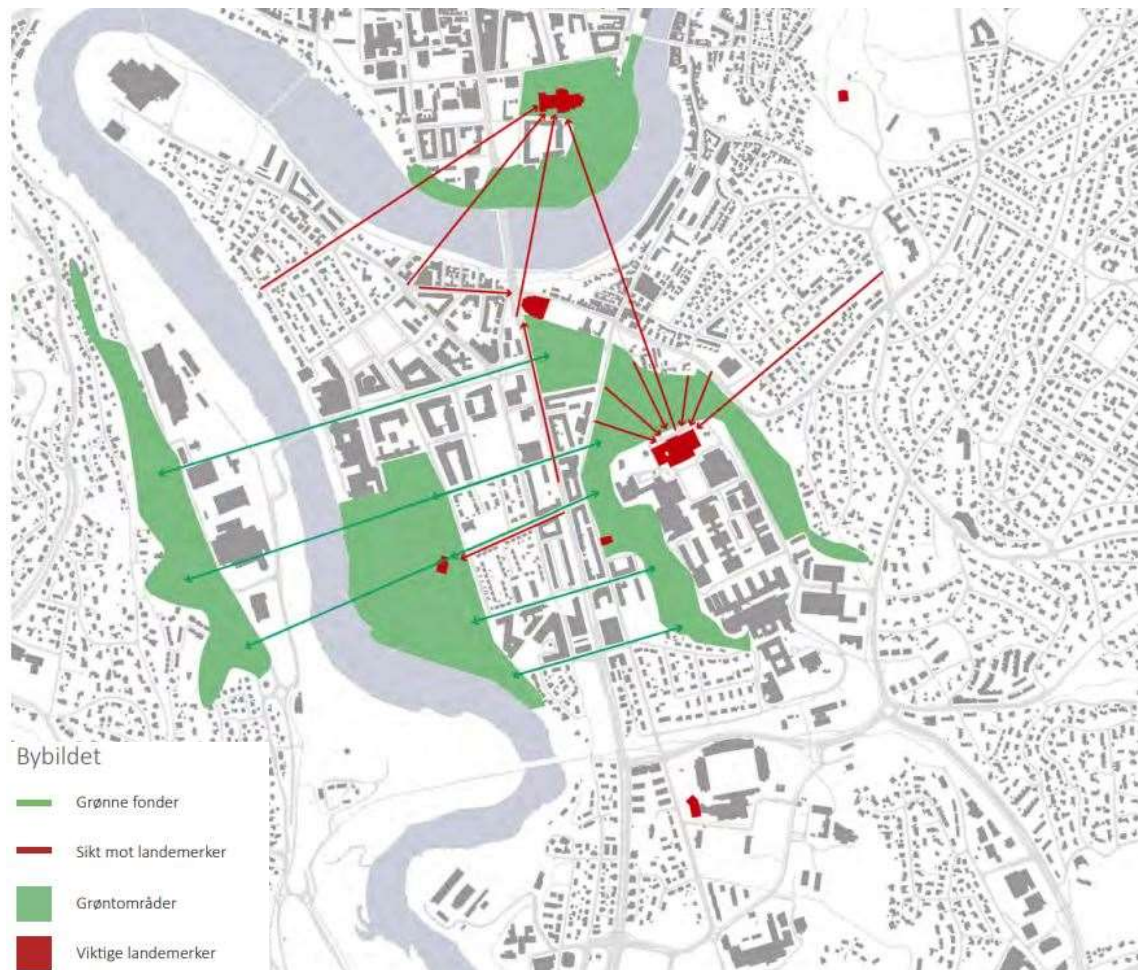 Bybildet
Grønne fonder
Sikt mot landemerker
Grøntområder
Viktige landemerker